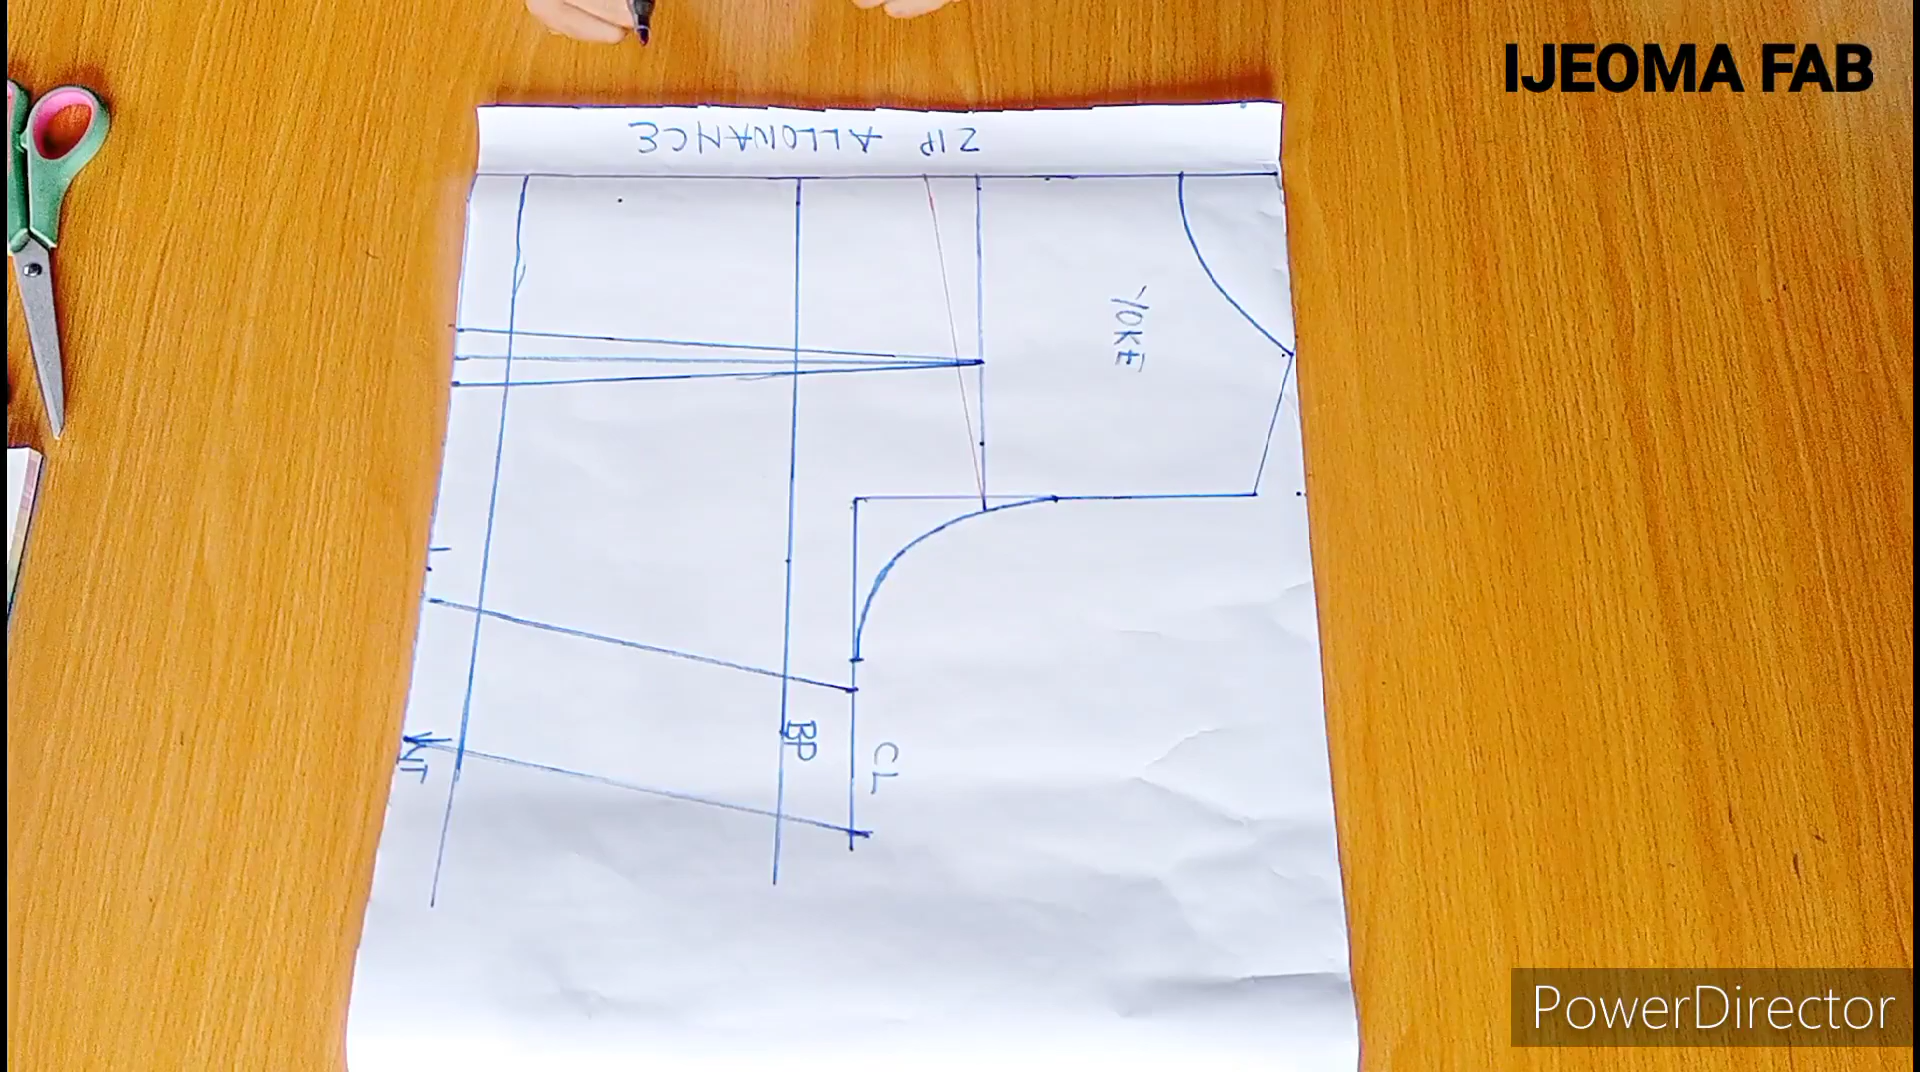 IJEOMA FAB
ZIP ALLOWANCE
YOKE
BP
CL
PowerDirector